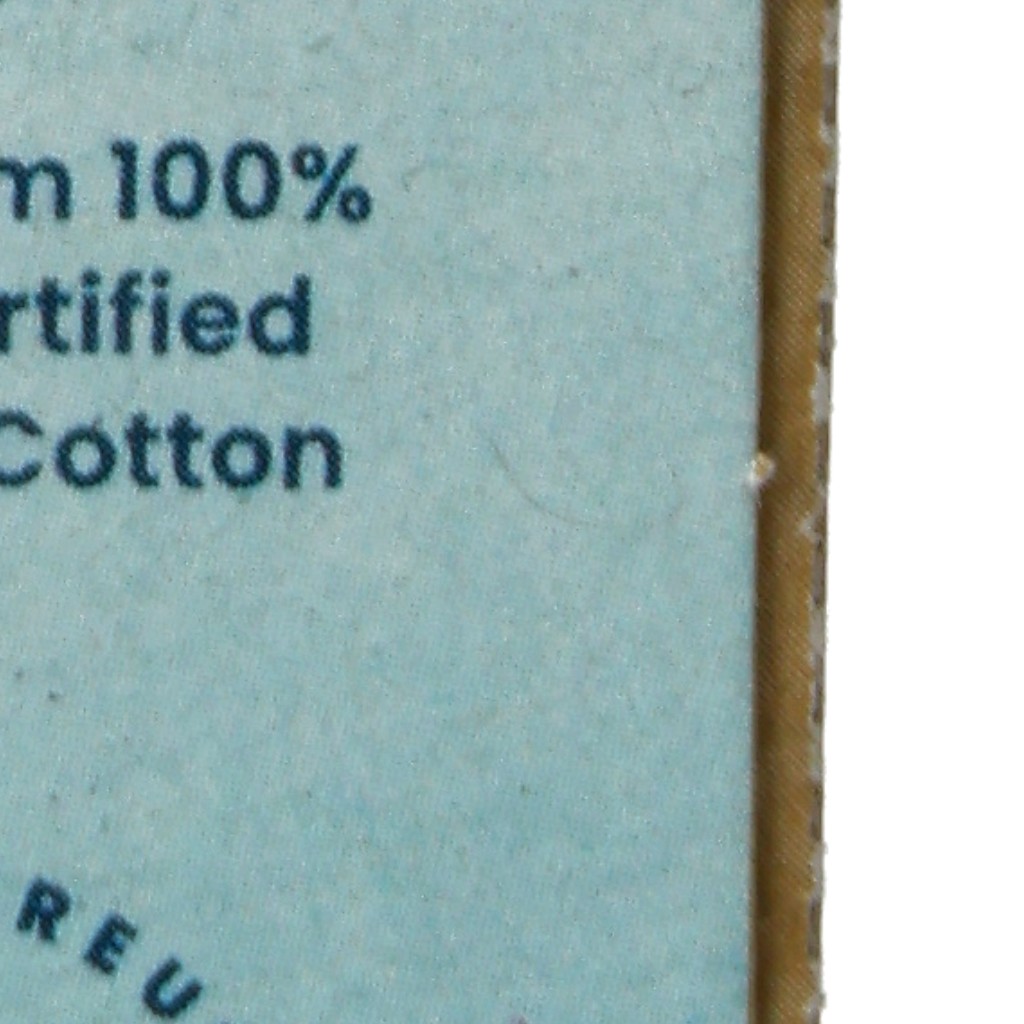 m 100%
rtified
Cotton
REU